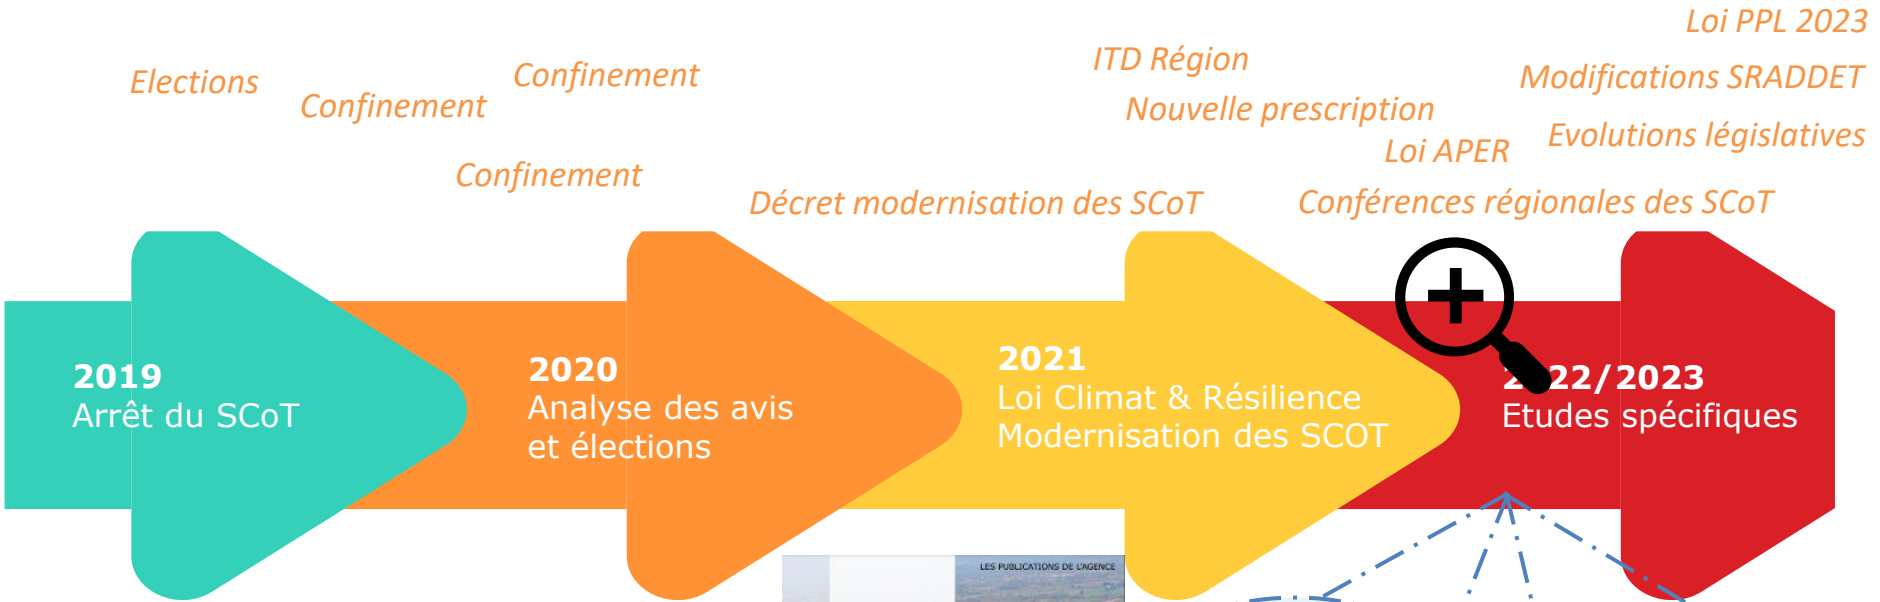 Loi PPL 2023
Elections
Confinement
Confinement
Confinement
ITD Région
Nouvelle prescription
Modifications SRADDET
Evolutions législatives
Loi APER
Décret modernisation des SCoT
Conférences régionales des SCoT
2019
Arrêt du SCoT
2020
Analyse des avis
et élections
2021
Loi Climat & Résilience
Modernisation des SCOT
2022/2023
Etudes spécifiques
LES PUBLICATIONS DE L'AGENCE